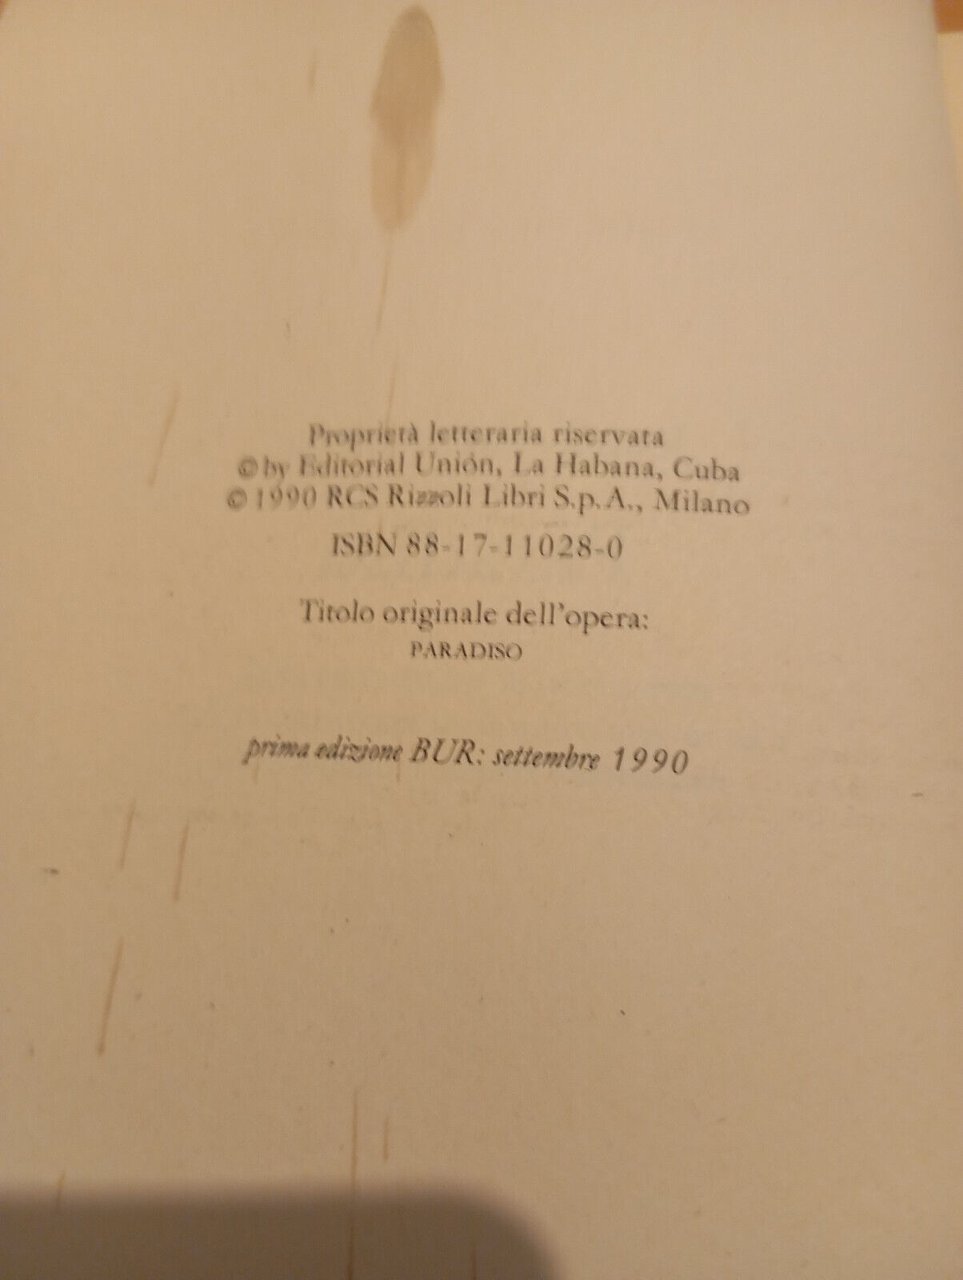 Proprietà letteraria riservata
© by Editorial Unión, La Habana, Cuba
© 1990 RCS Rizzoli Libri S.p.A., Milano
ISBN 88-17-11028-0
Titolo originale dell'opera:
PARADISO
prima edizione BUR: settembre 1990